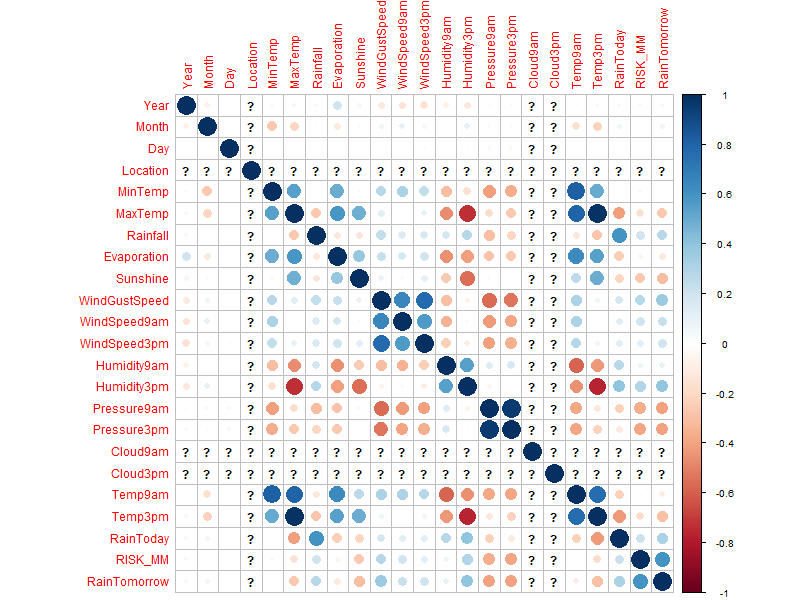 Year Month Day Location MinTemp MaxTemp Rainfall Evaporation Sunshine WindGustSpeed WindSpeed9am WindSpeed3pm Humidity9am Humidity3pm Pressure9am Pressure3pm Cloud9am Cloud3pm Temp9am Temp3pm RainToday RISK_MM RainTomorrow
Year ? ? ?
Month ? ? ?
Day ? ? ?
Location ? ? ? ? ? ? ? ? ? ? ? ? ? ? ? ? ? ? ? ? ? ?
MinTemp ? ? ?
MaxTemp ? ? ?
Rainfall ? ? ?
Evaporation ? ? ?
Sunshine ? ? ?
WindGustSpeed ? ? ?
WindSpeed9am ? ? ?
WindSpeed3pm ? ? ?
Humidity9am ? ? ?
Humidity3pm ? ? ?
Pressure9am ? ? ?
Pressure3pm ? ? ?
Cloud9am ? ? ? ? ? ? ? ? ? ? ? ? ? ? ? ? ? ? ? ? ? ?
Cloud3pm ? ? ? ? ? ? ? ? ? ? ? ? ? ? ? ? ? ? ? ? ? ?
Temp9am ? ? ?
Temp3pm ? ? ?
RainToday ? ? ?
RISK_MM ? ? ?
RainTomorrow ? ? ?
1
0.8
0.6
0.4
0.2
0
-0.2
-0.4
-0.6
-0.8
-1